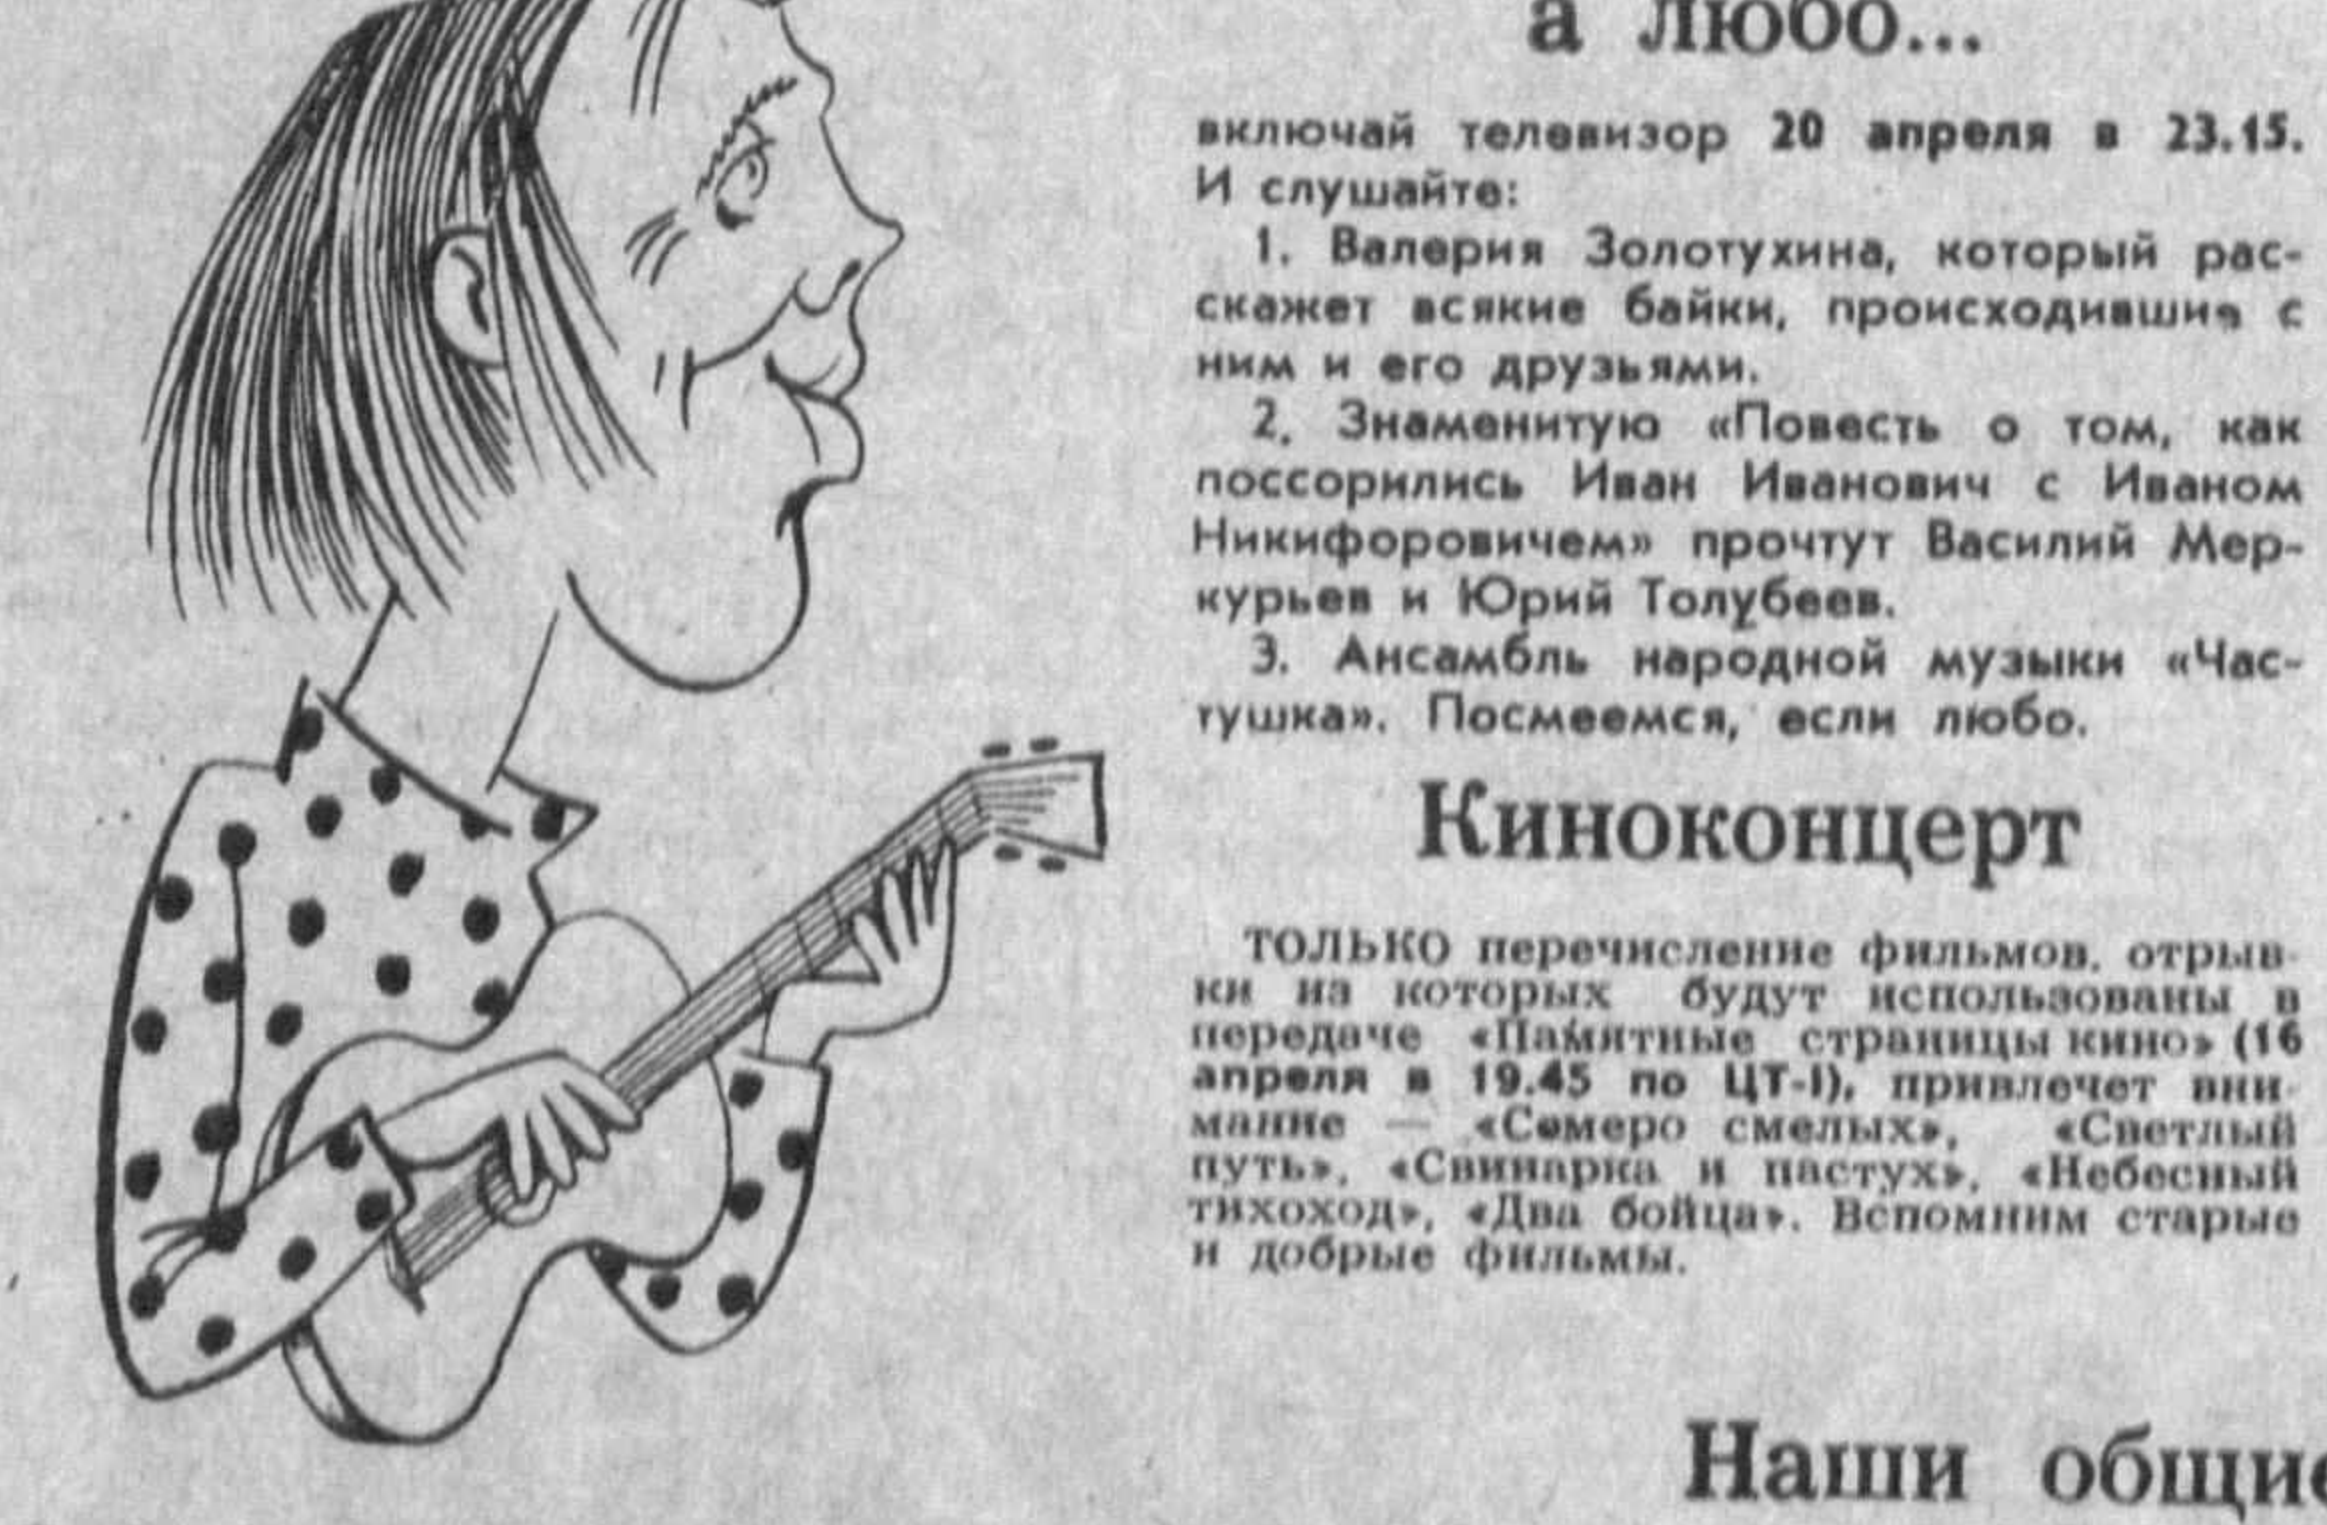 а любо...
включай телевизор 20 апреля в 23.15.
И слушайте:
1. Валерия Золотухина, который рас-
скажет всякие байки, происходившие с
ним и его друзьями.
2. Знаменитую «Повесть о том, как
поссорились Иван Иванович с Иваном
Никифоровичем» прочтут Василий Мер-
курьев и Юрий Толубеев.
3. Ансамбль народной музыки «Час-
тушка». Посмеемся, если любо.
Киноконцерт
ТОЛЬКО перечисление фильмов, отрыв-
ки из которых будут использованы в
передаче «Памятные страницы кино» (16
апреля в 19.45 по ЦТ-I), привлечет вни-
мание — «Семеро смелых», «Светлый
путь», «Свинарка и пастух», «Небесный
тихоход», «Два бойца». Вспомним старые
и добрые фильмы.
Наши общие